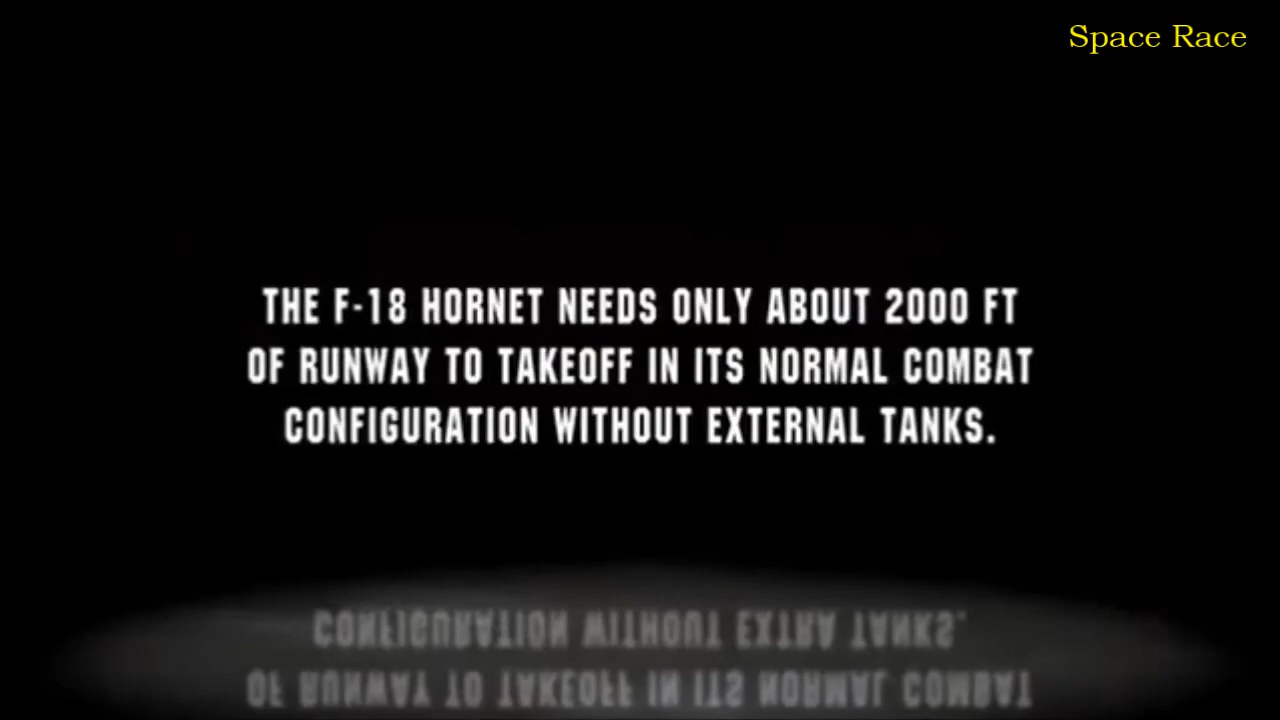 Space Race
THE F-18 HORNET NEEDS ONLY ABOUT 2000 FT
OF RUNWAY TO TAKEOFF IN ITS NORMAL COMBAT
CONFIGURATION WITHOUT EXTERNAL TANKS.
CONFIGURATION WITHOUT EXTRA TANKS.
OF RUNWAY TO TAKEOFF IN ITS NORMAL COMBAT